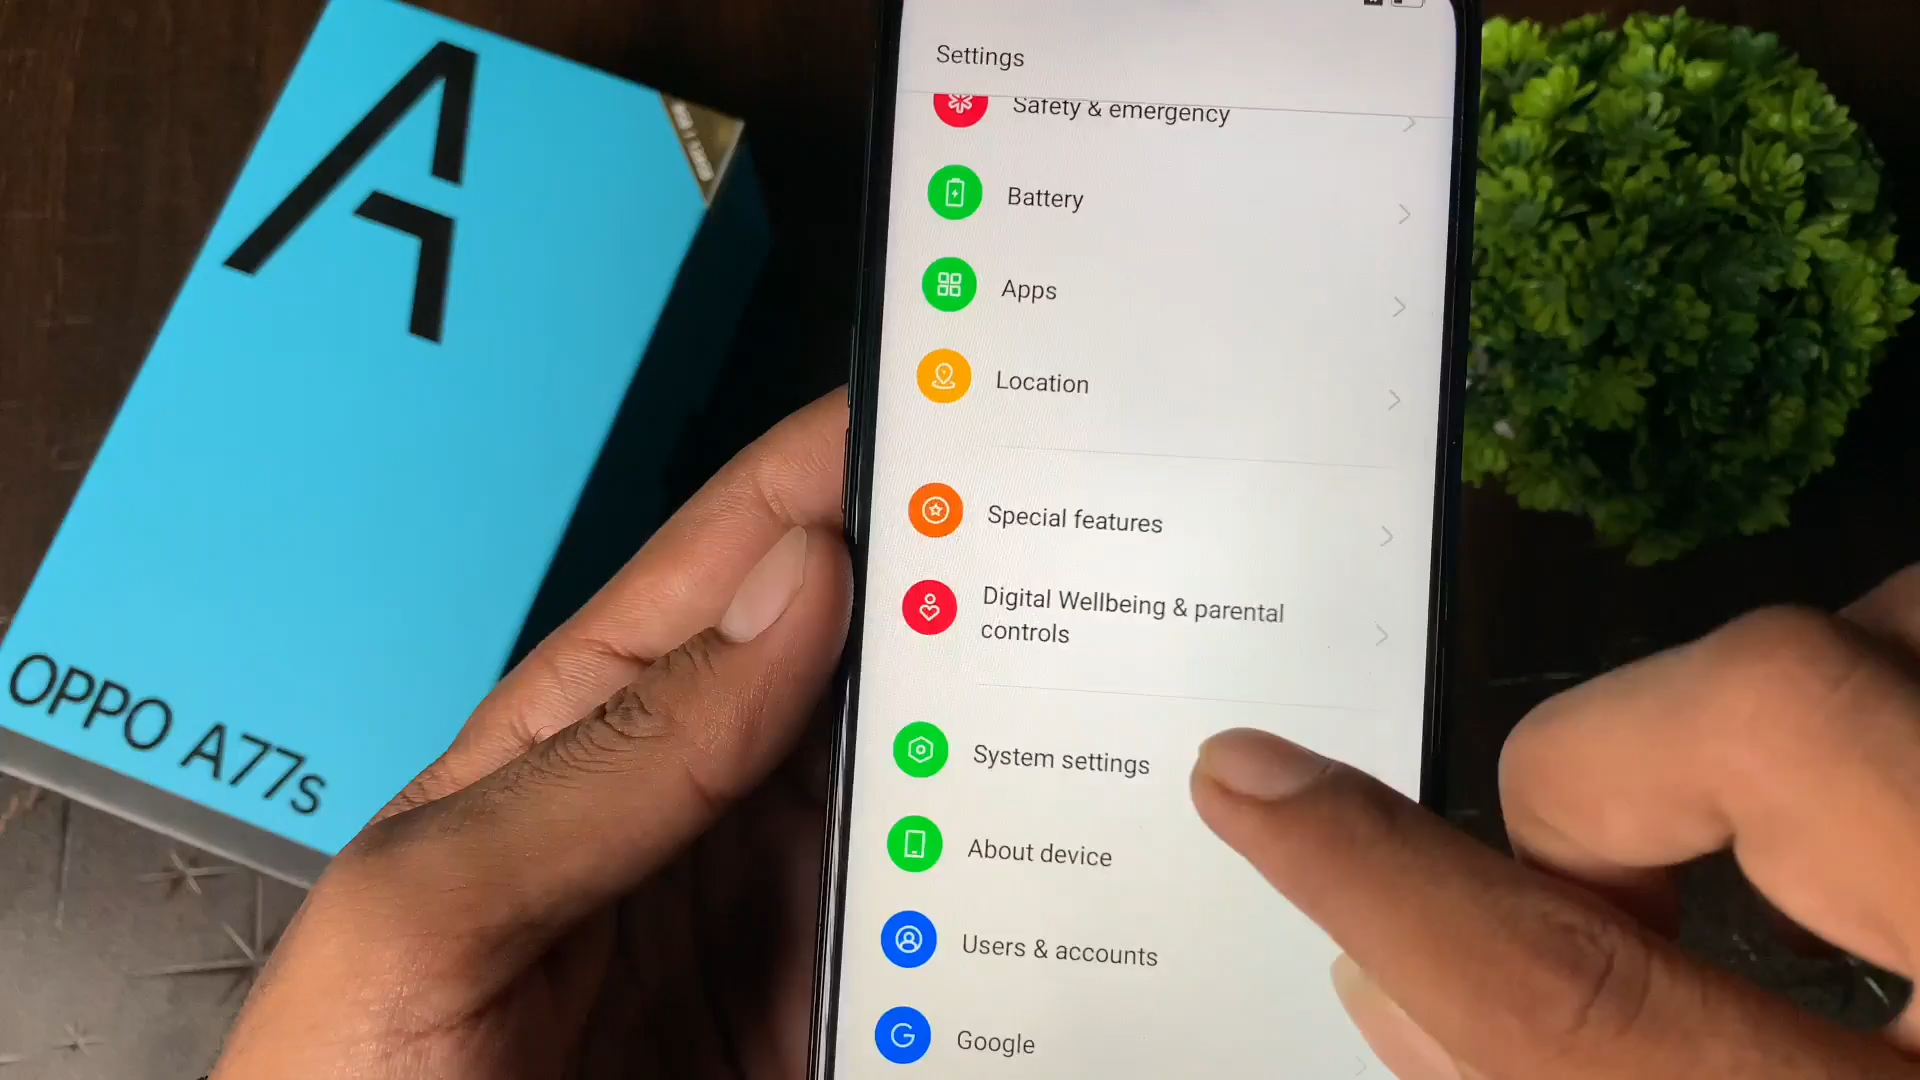 A
OPPO A77s
Settings
Safety & emergency
Battery
Apps
Location
Special features
Digital Wellbeing & parental
controls
System settings
About device
Users & accounts
Google